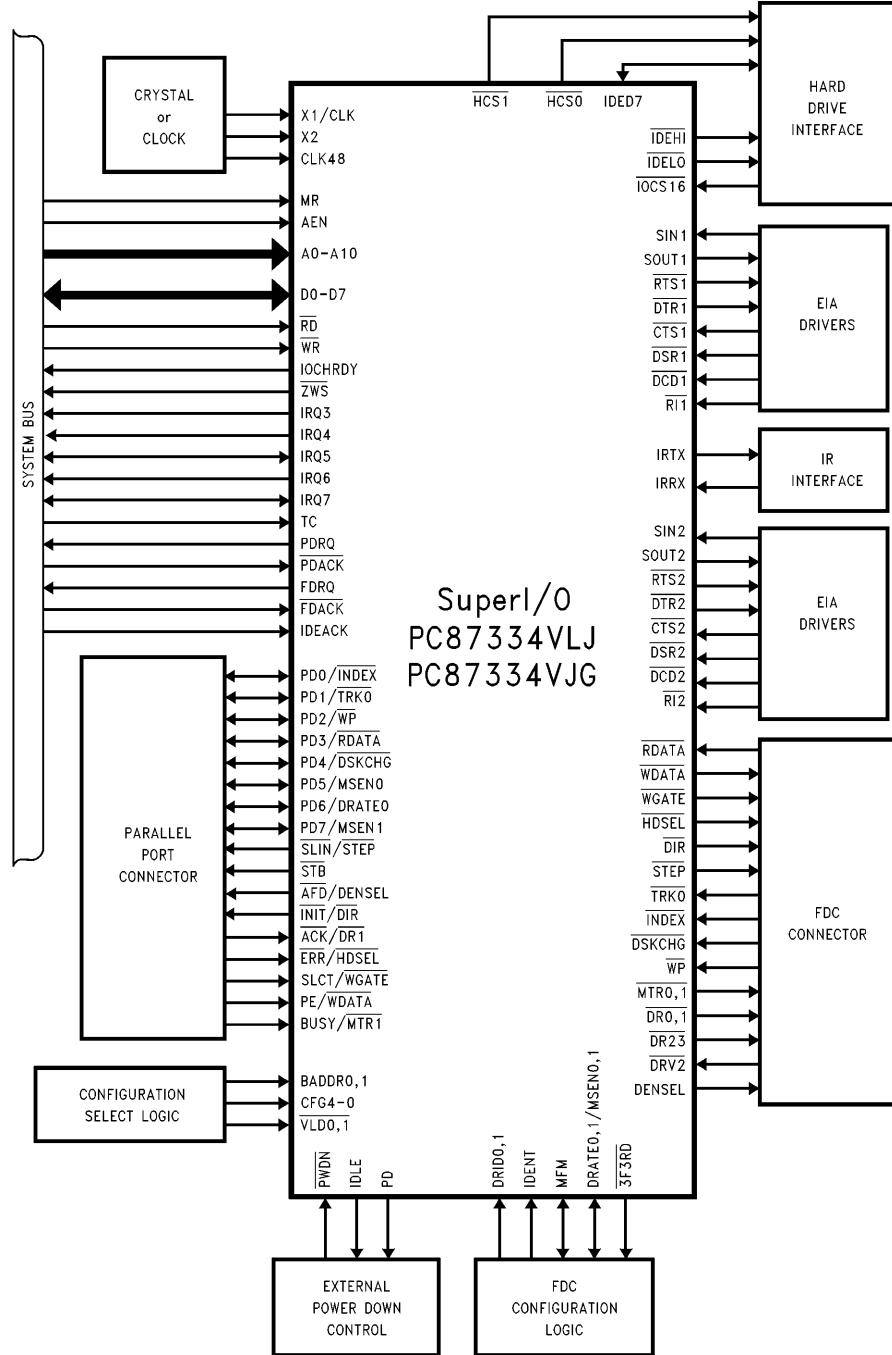 HCS1
HCS0
IDED7
HARD
DRIVE
INTERFACE
CRYSTAL
or
CLOCK
X1/CLK
X2
CLK48
IDEHI
IDELO
IOCS16
MR
AEN
A0-A10
D0-D7
RD
WR
IOCHRDY
ZWS
IRQ3
IRQ4
IRQ5
IRQ6
IRQ7
TC
PDRQ
PDACK
FDRQ
FDACK
IDEACK
SYSTEM BUS
SIN1
SOUT1
RTS1
DTR1
CTS1
DSR1
DCD1
RI1
EIA
DRIVERS
IRTX
IRRX
IR
INTERFACE
SIN2
SOUT2
RTS2
DTR2
CTS2
DSR2
DCD2
RI2
EIA
DRIVERS
SuperI/O
PC87334VLJ
PC87334VJG
PARALLEL
PORT
CONNECTOR
PD0/INDEX
PD1/TRK0
PD2/WP
PD3/RDATA
PD4/DSKCHG
PD5/MSEN0
PD6/DRATE0
PD7/MSEN1
SLIN/STEP
STB
AFD/DENSEL
INIT/DIR
ACK/DR1
ERR/HDSEL
SLCT/WGATE
PE/WDATA
BUSY/MTR1
RDATA
WDATA
WGATE
HDSEL
DIR
STEP
TRK0
INDEX
DSKCHG
WP
MTR0,1
DR0,1
DR23
DRV2
DENSEL
FDC
CONNECTOR
CONFIGURATION
SELECT LOGIC
BADDR0,1
CFG4-0
VLD0,1
PWDN
IDLE
PD
DRID0,1
IDENT
MFM
DRATE0,1/MSEN0,1
3F3RD
EXTERNAL
POWER DOWN
CONTROL
FDC
CONFIGURATION
LOGIC